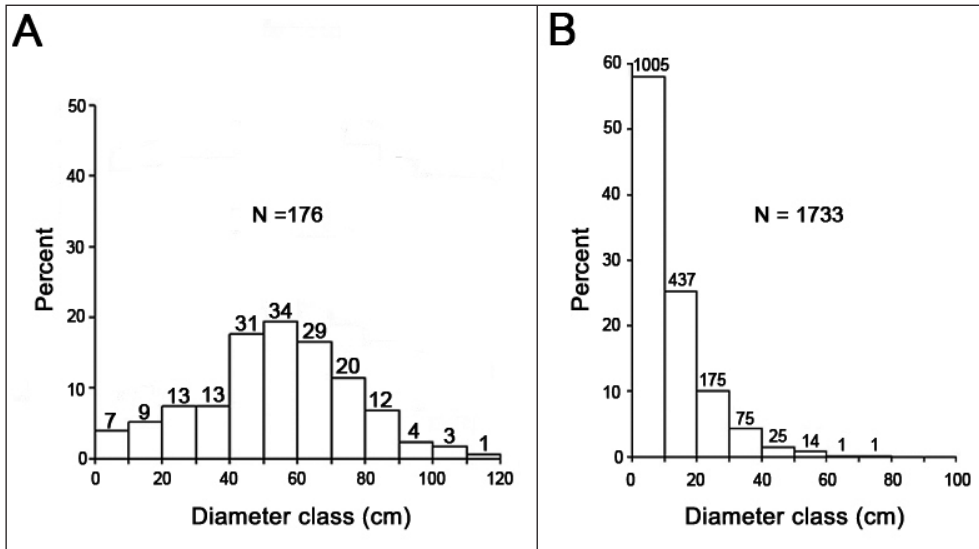 A
50
40
30
20
10
0
Percent
N =176
7 9 13 13 31 34 29 20 12 4 3 1
0 20 40 60 80 100 120
Diameter class (cm)
B
60
50
40
30
20
10
0
Percent
N = 1733
1005 437 175 75 25 14 1 1
0 20 40 60 80 100
Diameter class (cm)